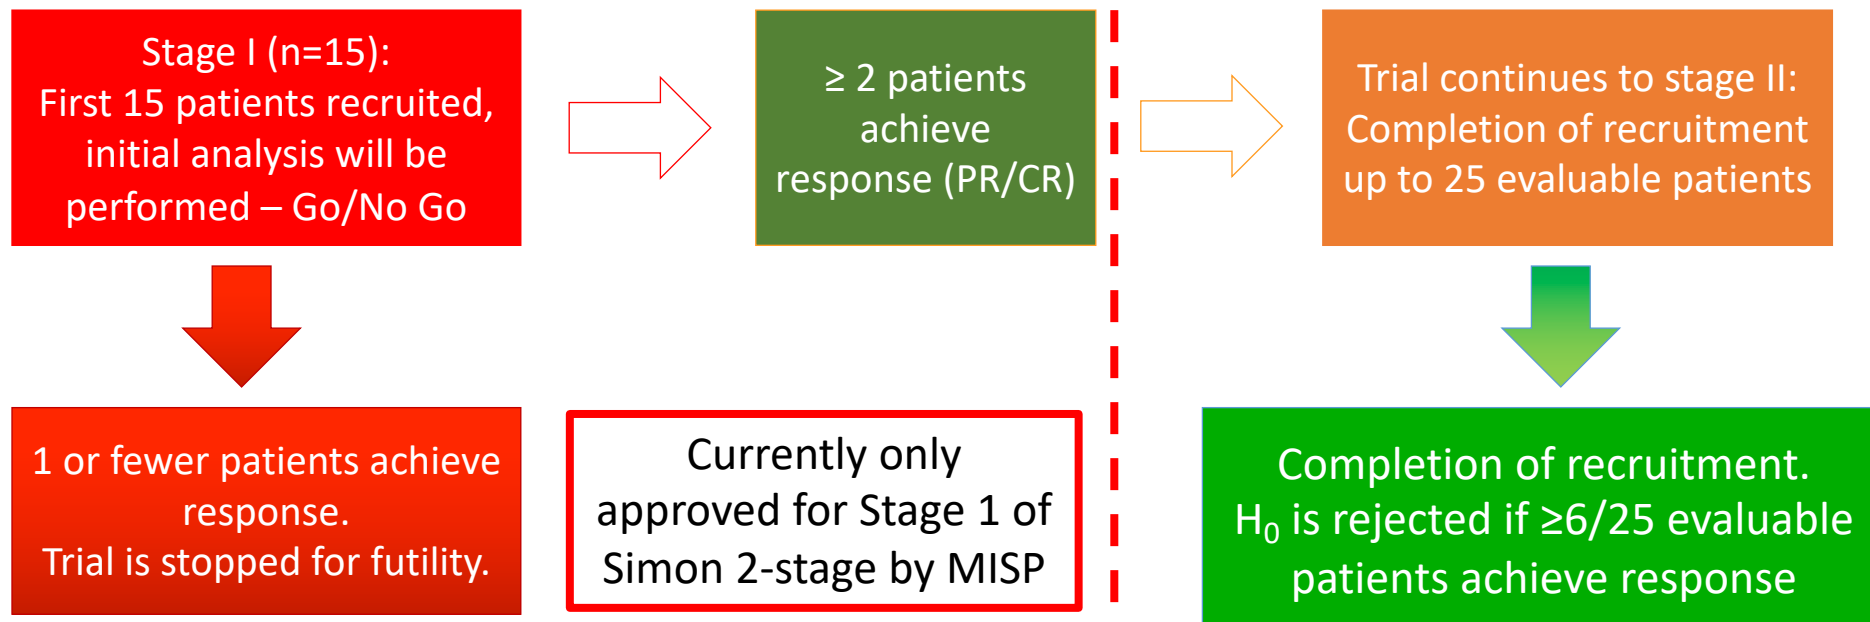 Stage I (n=15):
First 15 patients recruited,
initial analysis will be
performed – Go/No Go
≥ 2 patients
achieve
response (PR/CR)
Trial continues to stage II:
Completion of recruitment
up to 25 evaluable patients
1 or fewer patients achieve
response.
Trial is stopped for futility.
Currently only
approved for Stage 1 of
Simon 2-stage by MISP
Completion of recruitment.
H₀ is rejected if ≥6/25 evaluable
patients achieve response